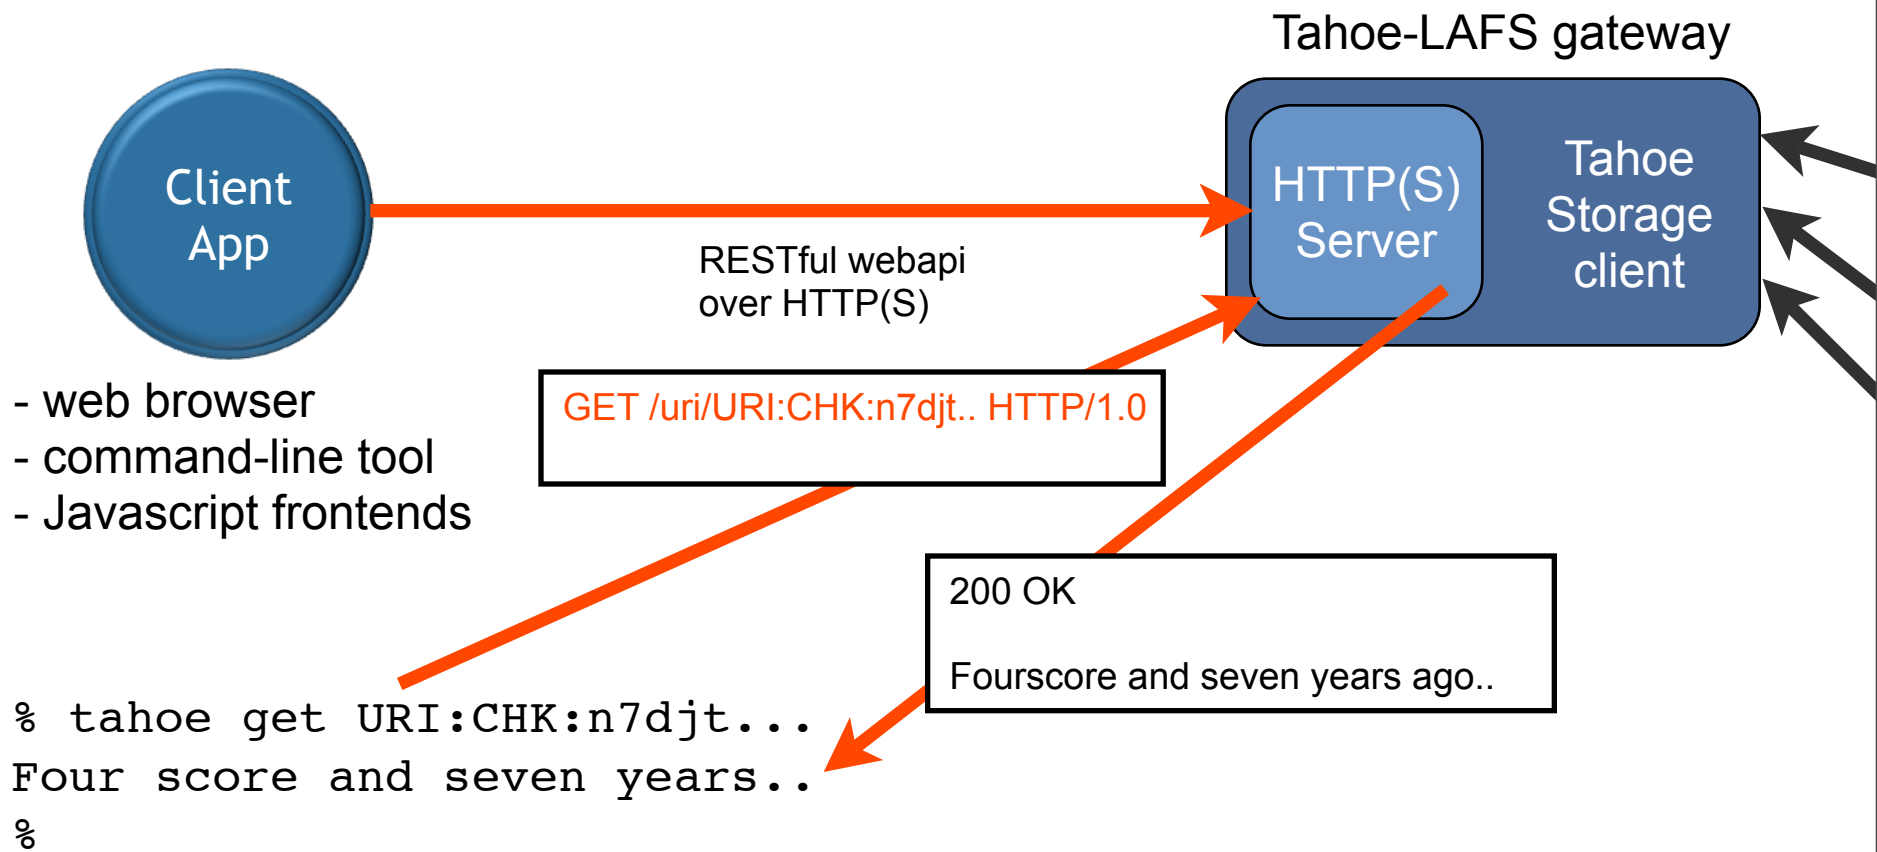 Tahoe-LAFS gateway
Client
App
HTTP(S)
Server
Tahoe
Storage
client
RESTful webapi
over HTTP(S)
- web browser
- command-line tool
- Javascript frontends
GET /uri/URI:CHK:n7djt.. HTTP/1.0
200 OK
Fourscore and seven years ago..
% tahoe get URI:CHK:n7djt...
Four score and seven years..
%